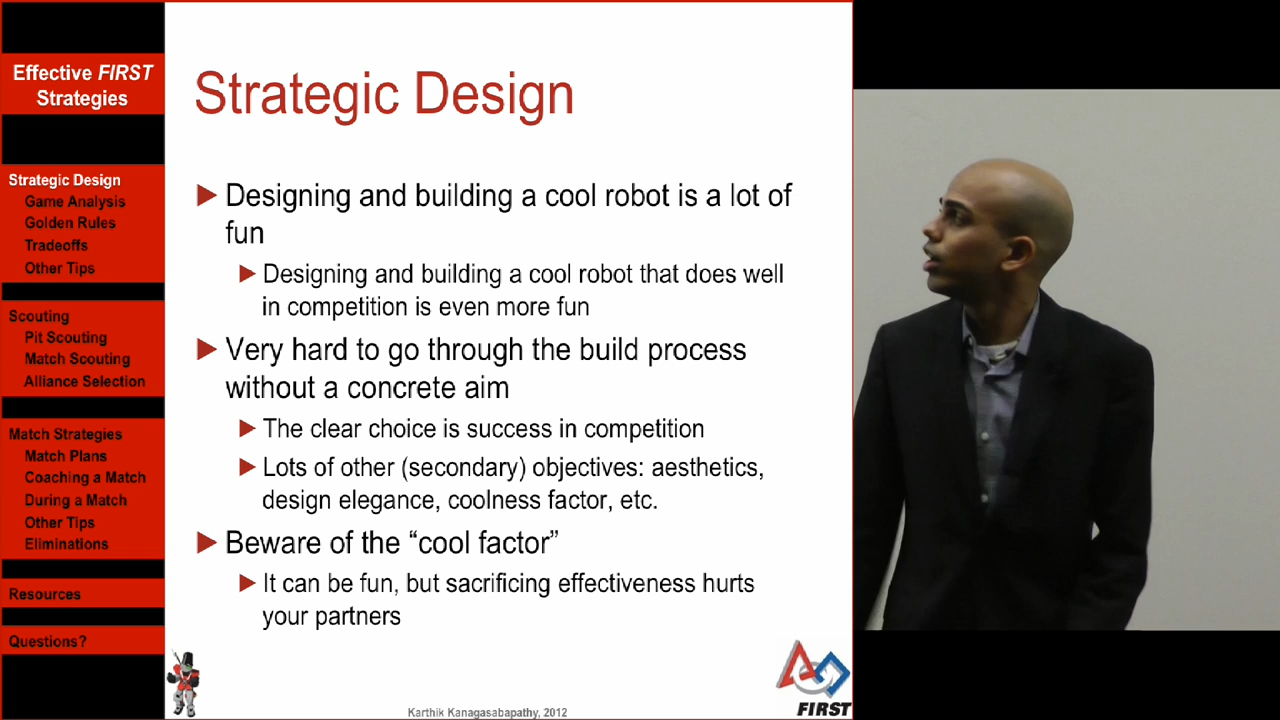 Effective FIRST
Strategies
Strategic Design
Game Analysis
Golden Rules
Tradeoffs
Other Tips
Scouting
Pit Scouting
Match Scouting
Alliance Selection
Match Strategies
Match Plans
Coaching a Match
During a Match
Other Tips
Eliminations
Resources
Questions?
Strategic Design
Designing and building a cool robot is a lot of
fun
Designing and building a cool robot that does well
in competition is even more fun
Very hard to go through the build process
without a concrete aim
The clear choice is success in competition
Lots of other (secondary) objectives: aesthetics,
design elegance, coolness factor, etc.
Beware of the “cool factor”
It can be fun, but sacrificing effectiveness hurts
your partners
Karthik Kanagasabapathy, 2012
FIRST